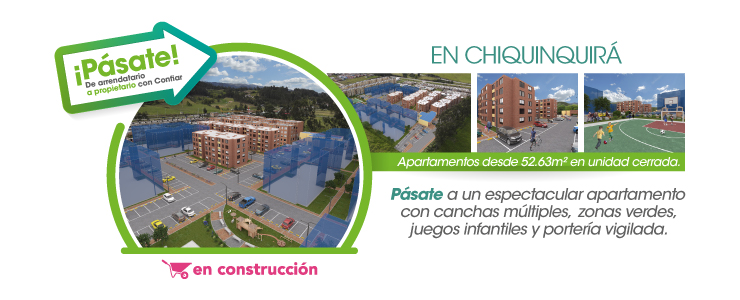 ¡Pásate!
De arrendatario
a propietario con Confiar
EN CHIQUINQUIRÁ
Apartamentos desde 52.63m² en unidad cerrada.
Pásate a un espectacular apartamento
con canchas múltiples, zonas verdes,
juegos infantiles y portería vigilada.
en construcción